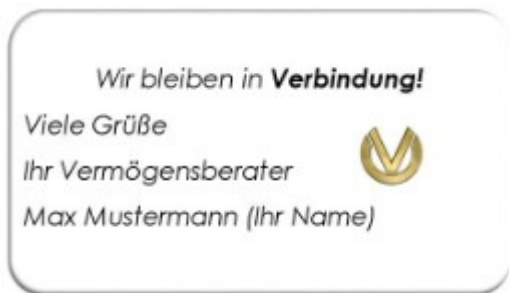 Wir bleiben in Verbindung!
Viele Grüße
Ihr Vermögensberater
Max Mustermann (Ihr Name)